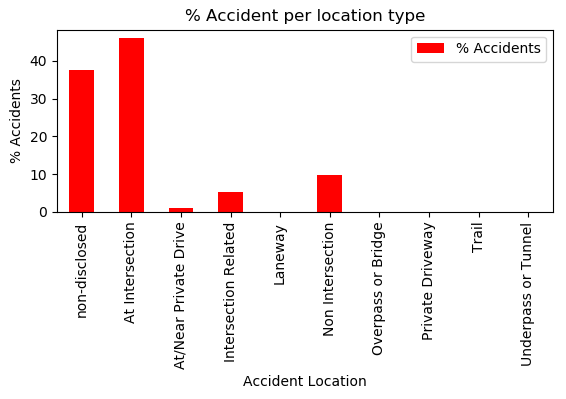 % Accident per location type
% Accidents
% Accidents
40
30
20
10
0
non-disclosed
At Intersection
At/Near Private Drive
Intersection Related
Laneway
Non Intersection
Overpass or Bridge
Private Driveway
Trail
Underpass or Tunnel
Accident Location